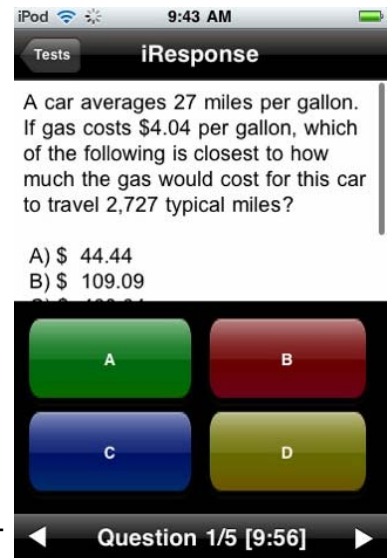 iPod 9:43 AM
Tests iResponse
A car averages 27 miles per gallon.
If gas costs $4.04 per gallon, which
of the following is closest to how
much the gas would cost for this car
to travel 2,727 typical miles?
A) $ 44.44
B) $ 109.09
A B
C D
Question 1/5 [9:56]